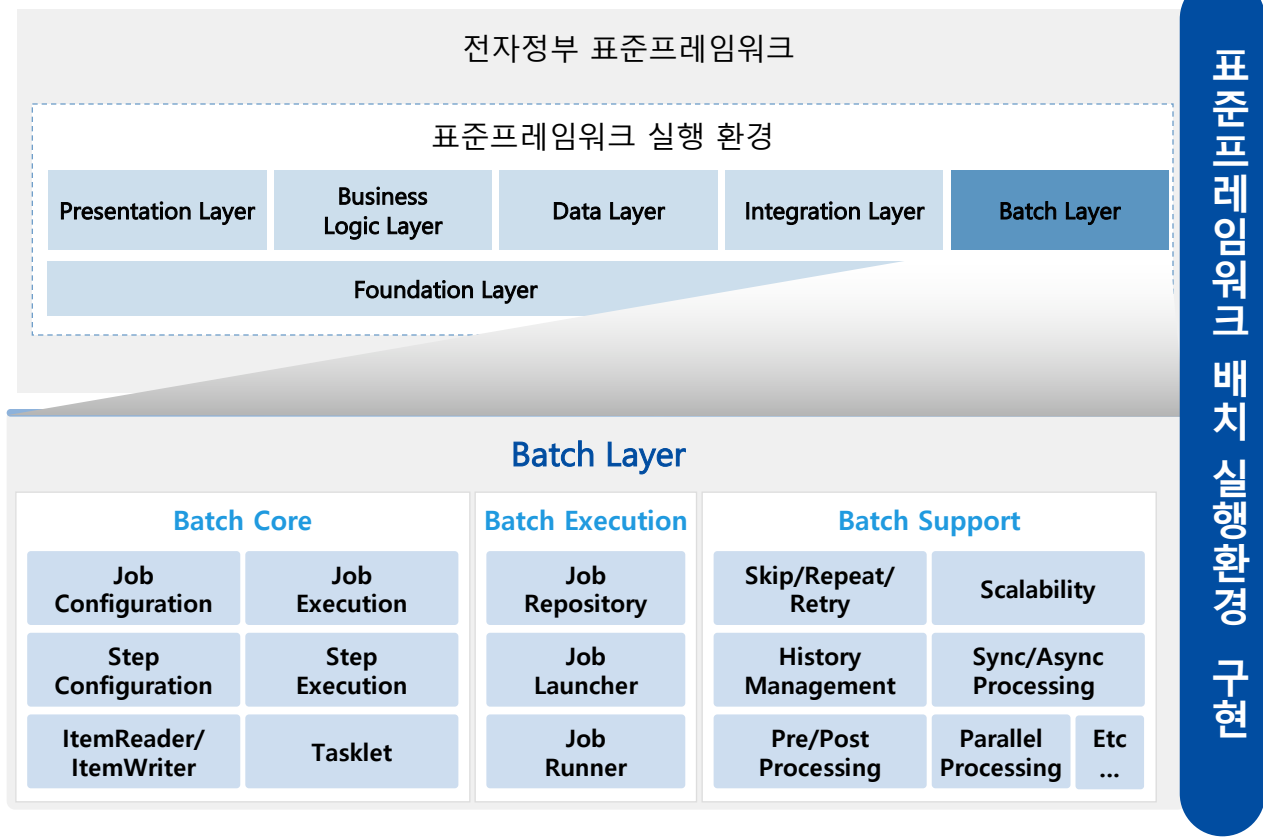 전자정부 표준프레임워크
표준프레임워크 실행 환경
Presentation Layer
Business
Logic Layer
Data Layer
Integration Layer
Batch Layer
Foundation Layer
Batch Layer
Batch Core
Job
Configuration
Job
Execution
Step
Configuration
Step
Execution
ItemReader/
ItemWriter
Tasklet
Batch Execution
Job
Repository
Job
Launcher
Job
Runner
Batch Support
Skip/Repeat/
Retry
Scalability
History
Management
Sync/Async
Processing
Pre/Post
Processing
Parallel
Processing
Etc
...
표준프레임워크 배치 실행환경 구현